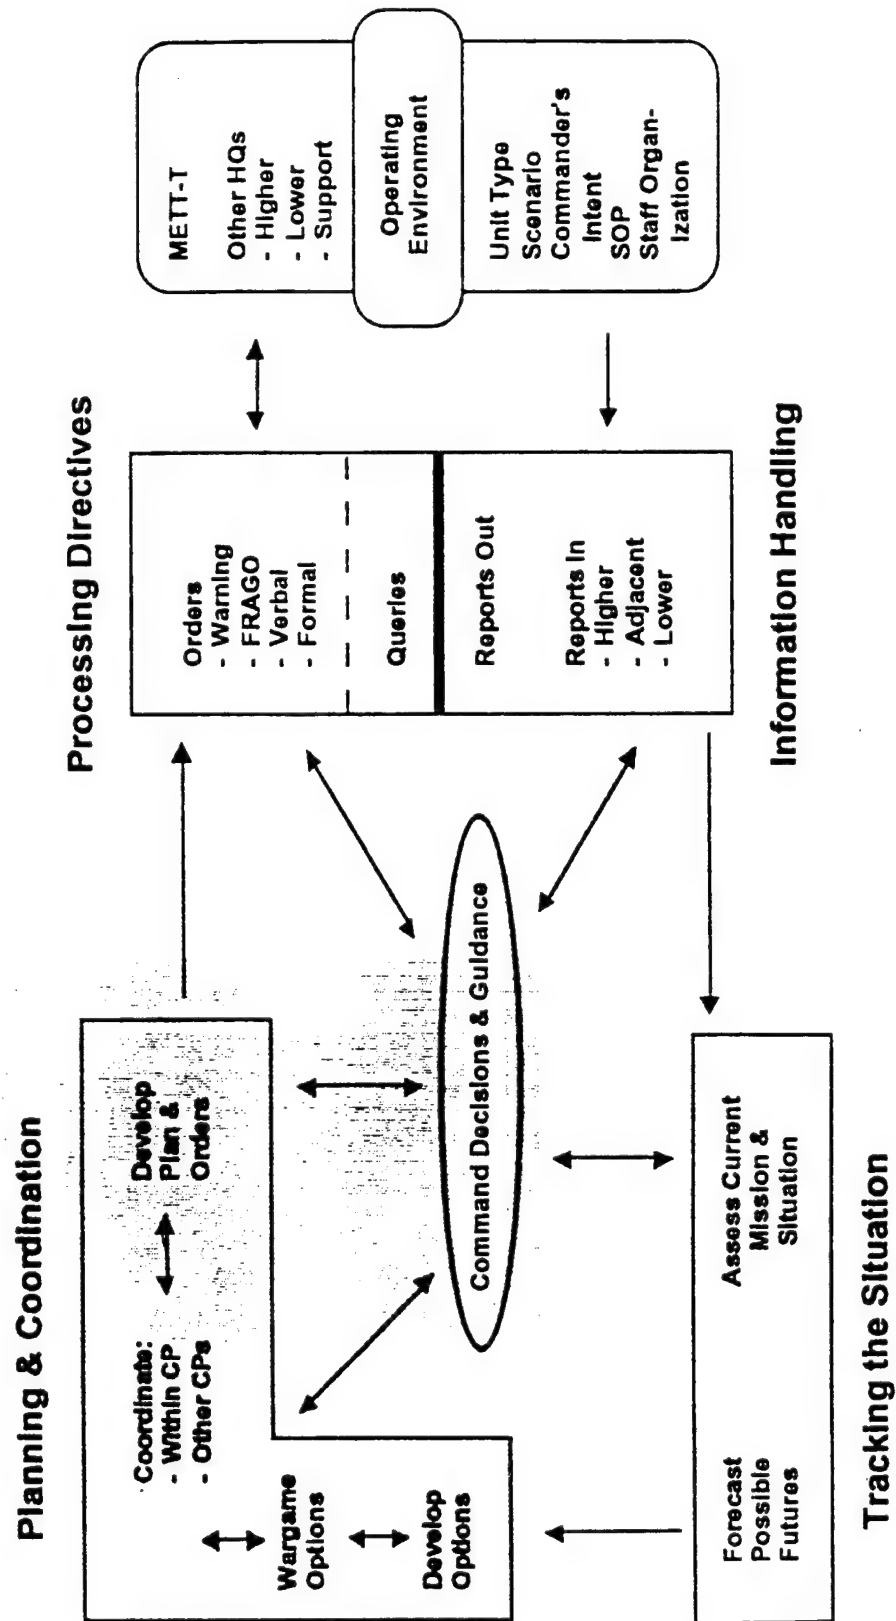 Planning & Coordination
Coordinate:
- Within CP
- Other CPs
Develop
Plan &
Orders
Wargame
Options
Develop
Options
Processing Directives
Orders
- Warning
- FRAGO
- Verbal
- Formal
Queries
Reports Out
Reports In
- Higher
- Adjacent
- Lower
Information Handling
METT-T
Other HQs
- Higher
- Lower
- Support
Operating
Environment
Unit Type
Scenario
Commander's
Intent
SOP
Staff Organ-
ization
Command Decisions & Guidance
Forecast
Possible
Futures
Assess Current
Mission &
Situation
Tracking the Situation